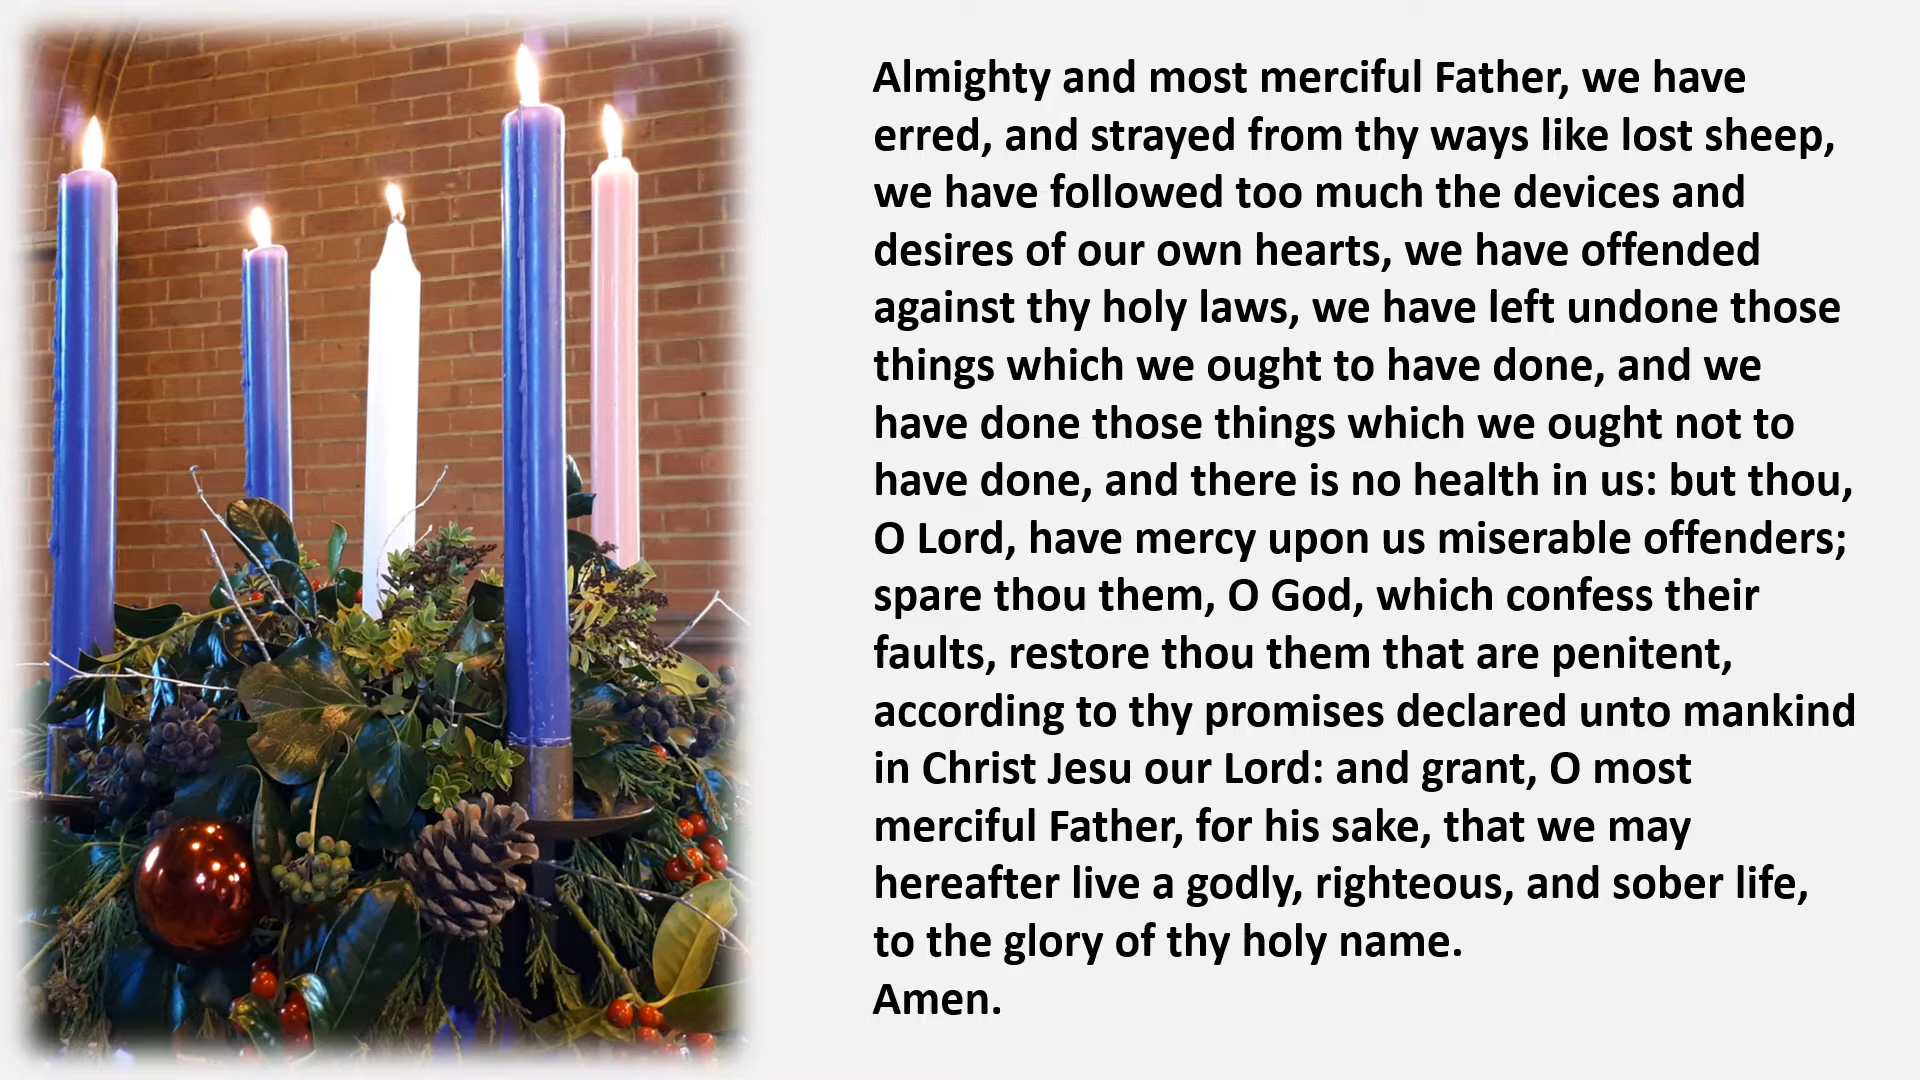 Almighty and most merciful Father, we have
erred, and strayed from thy ways like lost sheep,
we have followed too much the devices and
desires of our own hearts, we have offended
against thy holy laws, we have left undone those
things which we ought to have done, and we
have done those things which we ought not to
have done, and there is no health in us: but thou,
O Lord, have mercy upon us miserable offenders;
spare thou them, O God, which confess their
faults, restore thou them that are penitent,
according to thy promises declared unto mankind
in Christ Jesu our Lord: and grant, O most
merciful Father, for his sake, that we may
hereafter live a godly, righteous, and sober life,
to the glory of thy holy name.
Amen.